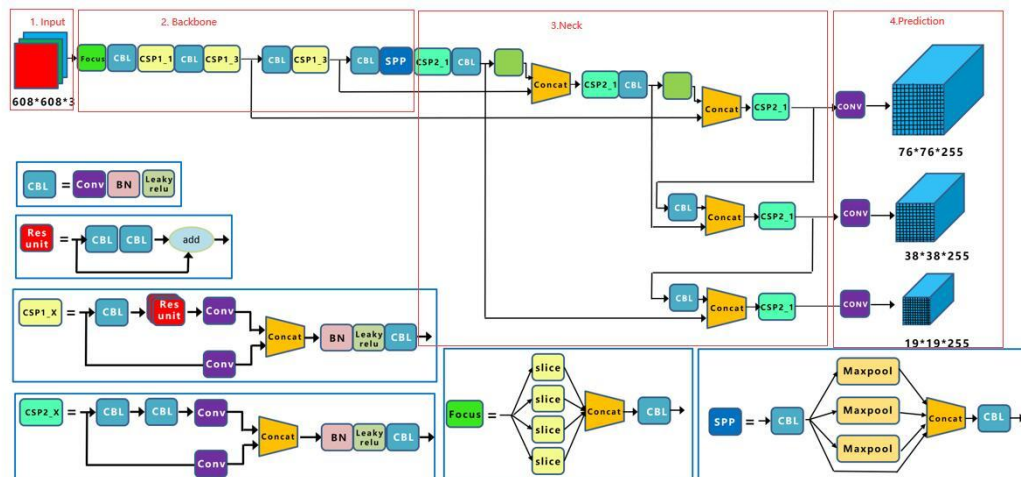 1. Input
2. Backbone
3.Neck
4.Prediction
608*608*3
Focus
CBL
CSP1_1
CBL
CSP1_3
CBL
CSP1_3
CBL
SPP
CSP2_1
CBL
Concat
CSP2_1
CBL
Concat
CSP2_1
CONV
76*76*255
CBL
Concat
CSP2_1
CONV
38*38*255
CBL
Concat
CSP2_1
CONV
19*19*255
CBL
=
Conv
BN
Leaky
relu
Res
unit
=
CBL
CBL
add
CSP1_X
=
CBL
Res
unit
Conv
Conv
Concat
BN
Leaky
relu
CBL
CSP2_X
=
CBL
CBL
Conv
Conv
Concat
BN
Leaky
relu
CBL
Focus
=
slice
slice
slice
slice
Concat
CBL
SPP
=
CBL
Maxpool
Maxpool
Maxpool
Concat
CBL